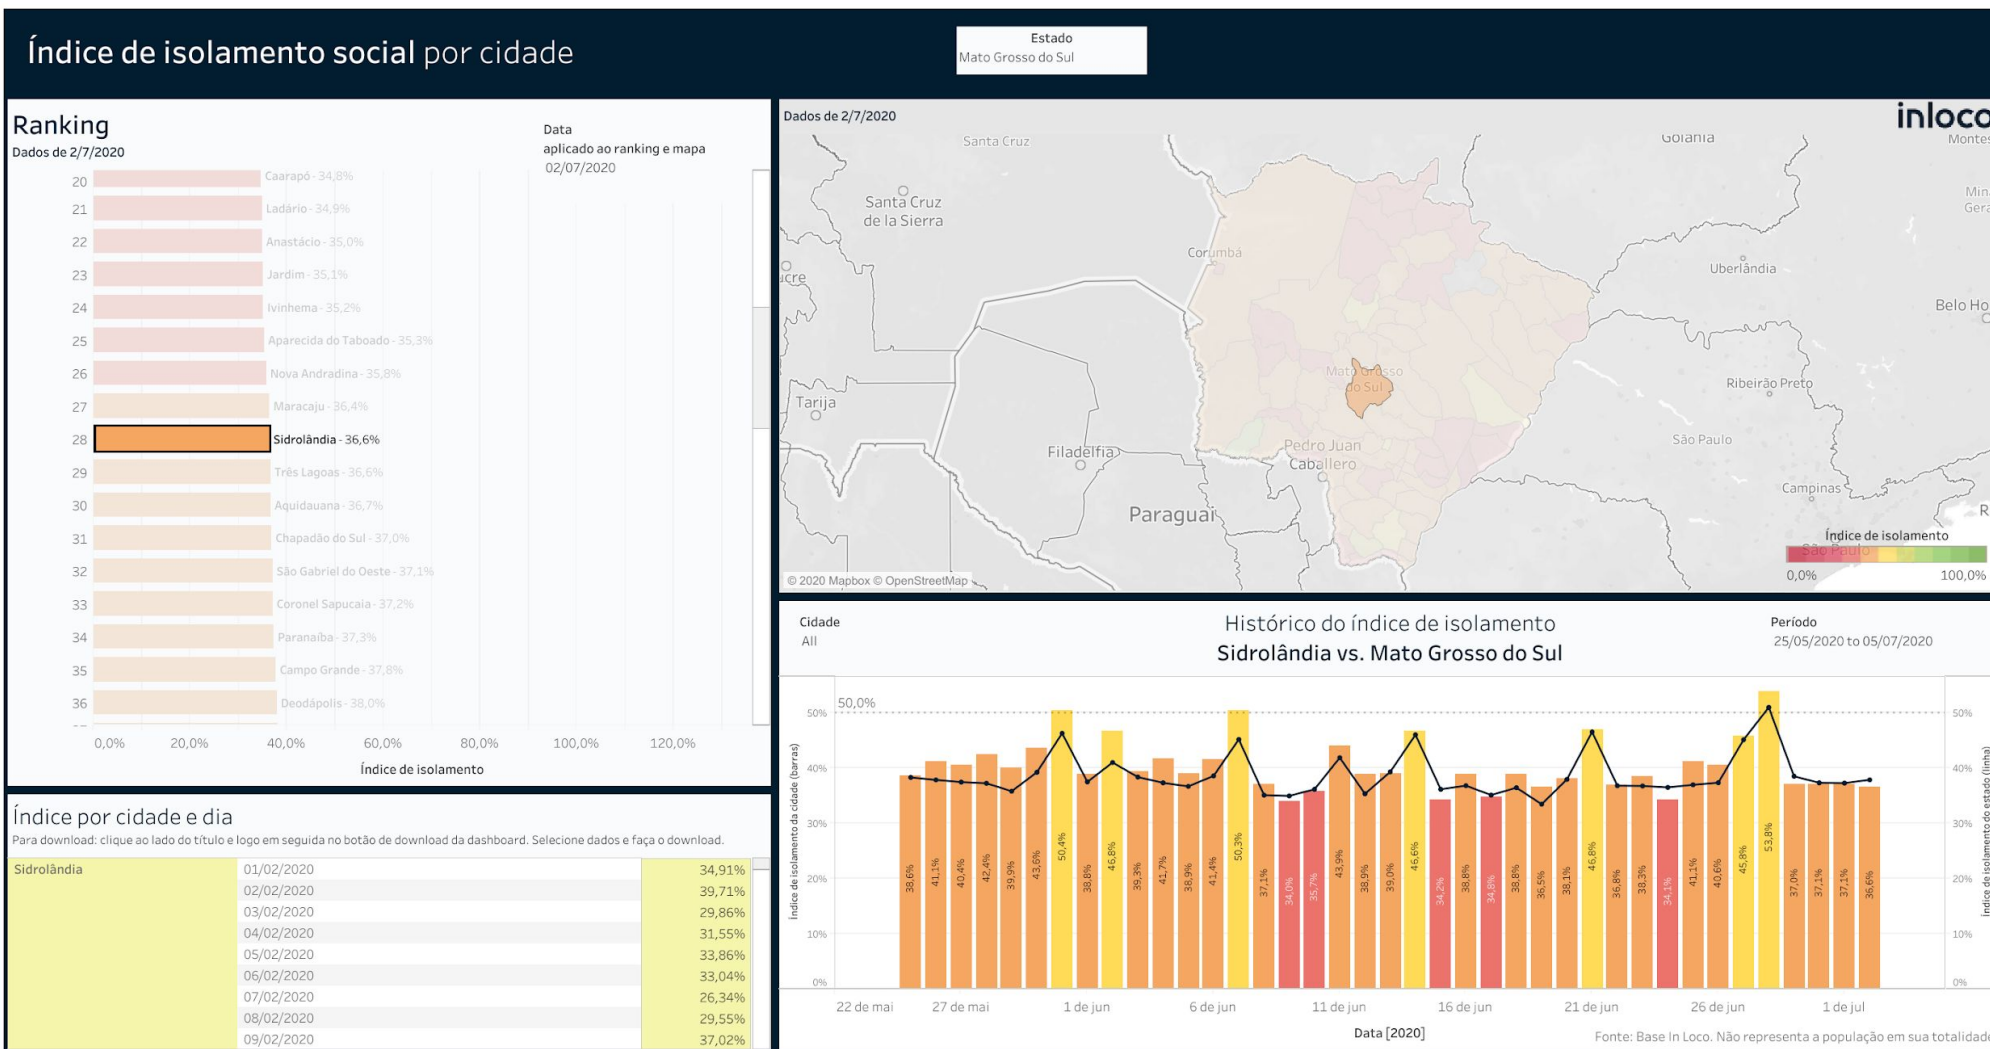 Índice de isolamento social por cidade
Estado
Mato Grosso do Sul
Ranking
Dados de 2/7/2020
Data
aplicado ao ranking e mapa
02/07/2020
20 Caarapó - 34,8%
21 Ladário - 34,9%
22 Anastácio - 35,0%
23 Jardim - 35,1%
24 Ivinhema - 35,2%
25 Aparecida do Taboado - 35,3%
26 Nova Andradina - 35,8%
27 Maracaju - 36,4%
28 Sidrolândia - 36,6%
29 Três Lagoas - 36,6%
30 Aquidauana - 36,7%
31 Chapadão do Sul - 37,0%
32 São Gabriel do Oeste - 37,1%
33 Coronel Sapucaia - 37,2%
34 Paranaíba - 37,3%
35 Campo Grande - 37,8%
36 Deodápolis - 38,0%
0,0% 20,0% 40,0% 60,0% 80,0% 100,0% 120,0%
Índice de isolamento
Índice por cidade e dia
Para download: clique ao lado do título e logo em seguida no botão de download da dashboard. Selecione dados e faça o download.
Sidrolândia 01/02/2020 34,91%
02/02/2020 39,71%
03/02/2020 29,86%
04/02/2020 31,55%
05/02/2020 33,86%
06/02/2020 33,04%
07/02/2020 26,34%
08/02/2020 29,55%
09/02/2020 37,02%
Dados de 2/7/2020
inloco
Santa Cruz
Goiânia
Montes
Santa Cruz
de la Sierra
Min
Gera
Corumbá
ucre
Uberlândia
Belo Ho
Mato Grosso
do Sul
Ribeirão Preto
Tarija
São Paulo
Pedro Juan
Caballero
Filadélfia
Campinas
Paraguai
R
Índice de isolamento
São Paulo
0,0% 100,0%
© 2020 Mapbox © OpenStreetMap
Cidade
All
Histórico do índice de isolamento
Sidrolândia vs. Mato Grosso do Sul
Período
25/05/2020 to 05/07/2020
50,0%
Índice de isolamento da cidade (barras)
50%
40%
30%
20%
10%
0%
38,6% 41,1% 40,4% 42,4% 39,9% 43,6% 50,4% 38,8% 46,8% 39,3% 41,7% 38,9% 41,4% 50,3% 37,1% 34,0% 35,7% 43,9% 38,9% 39,0% 46,6% 34,2% 38,8% 34,8% 38,8% 36,5% 38,1% 46,8% 36,8% 38,3% 34,1% 41,1% 40,6% 45,8% 53,8% 37,0% 37,1% 37,1% 36,6%
50%
40%
30%
20%
10%
0%
Índice de isolamento do estado (linha)
22 de mai 27 de mai 1 de jun 6 de jun 11 de jun 16 de jun 21 de jun 26 de jun 1 de jul
Data [2020]
Fonte: Base In Loco. Não representa a população em sua totalidade